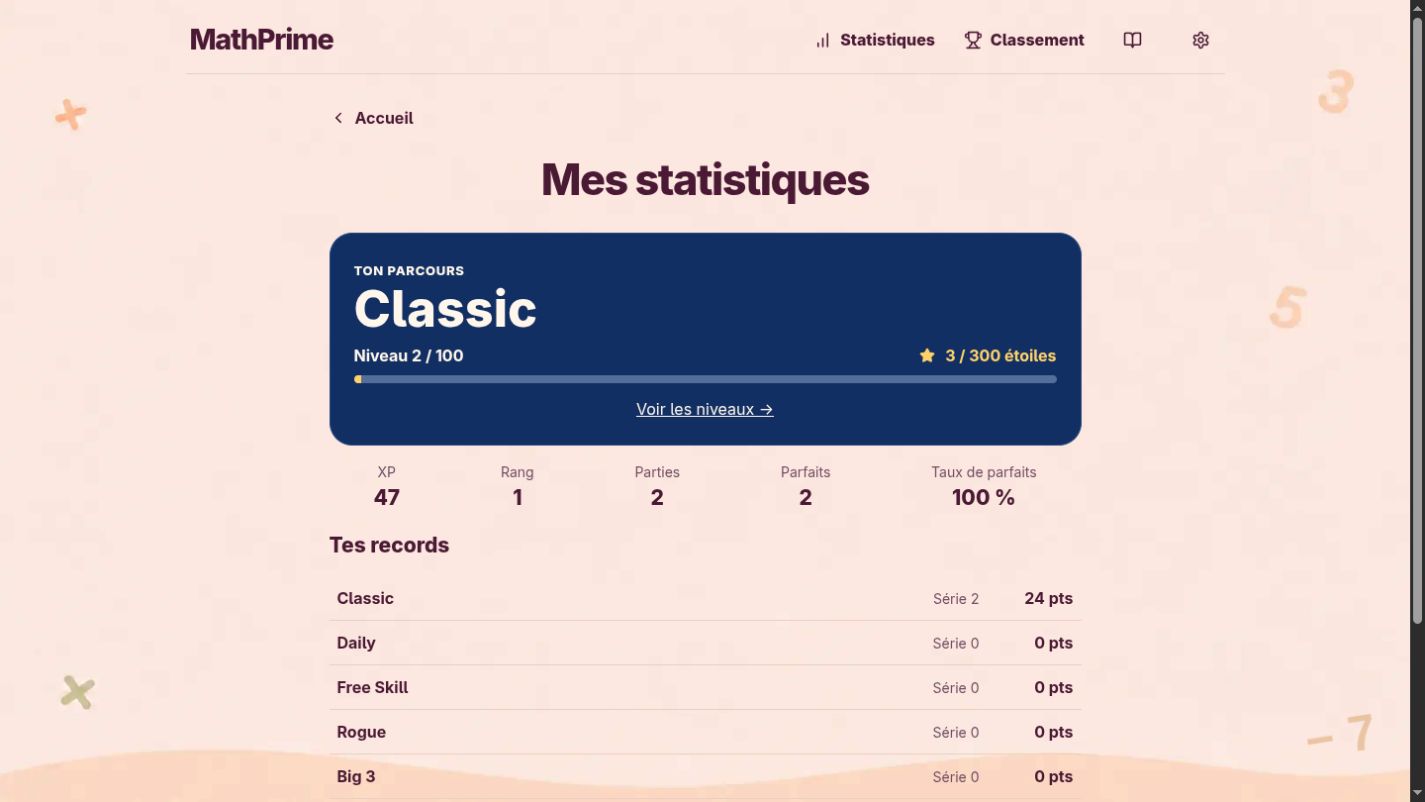 MathPrime
Statistiques
Classement
Accueil
Mes statistiques
TON PARCOURS
Classic
Niveau 2 / 100
3 / 300 étoiles
Voir les niveaux →
XP Rang Parties Parfaits Taux de parfaits
47 1 2 2 100 %
Tes records
Classic Série 2 24 pts
Daily Série 0 0 pts
Free Skill Série 0 0 pts
Rogue Série 0 0 pts
Big 3 Série 0 0 pts
3
5
×
×
− 7